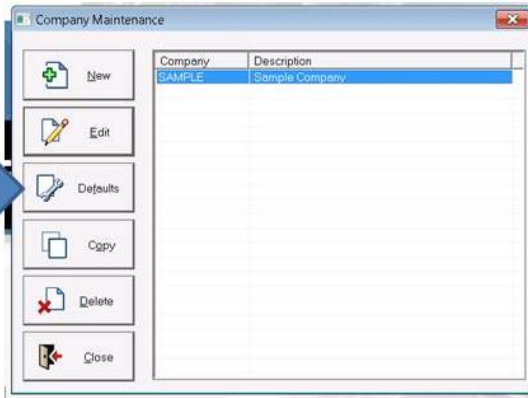 Company Maintenance
New
Edit
Defaults
Copy
Delete
Close
Company Description
SAMPLE Sample Company